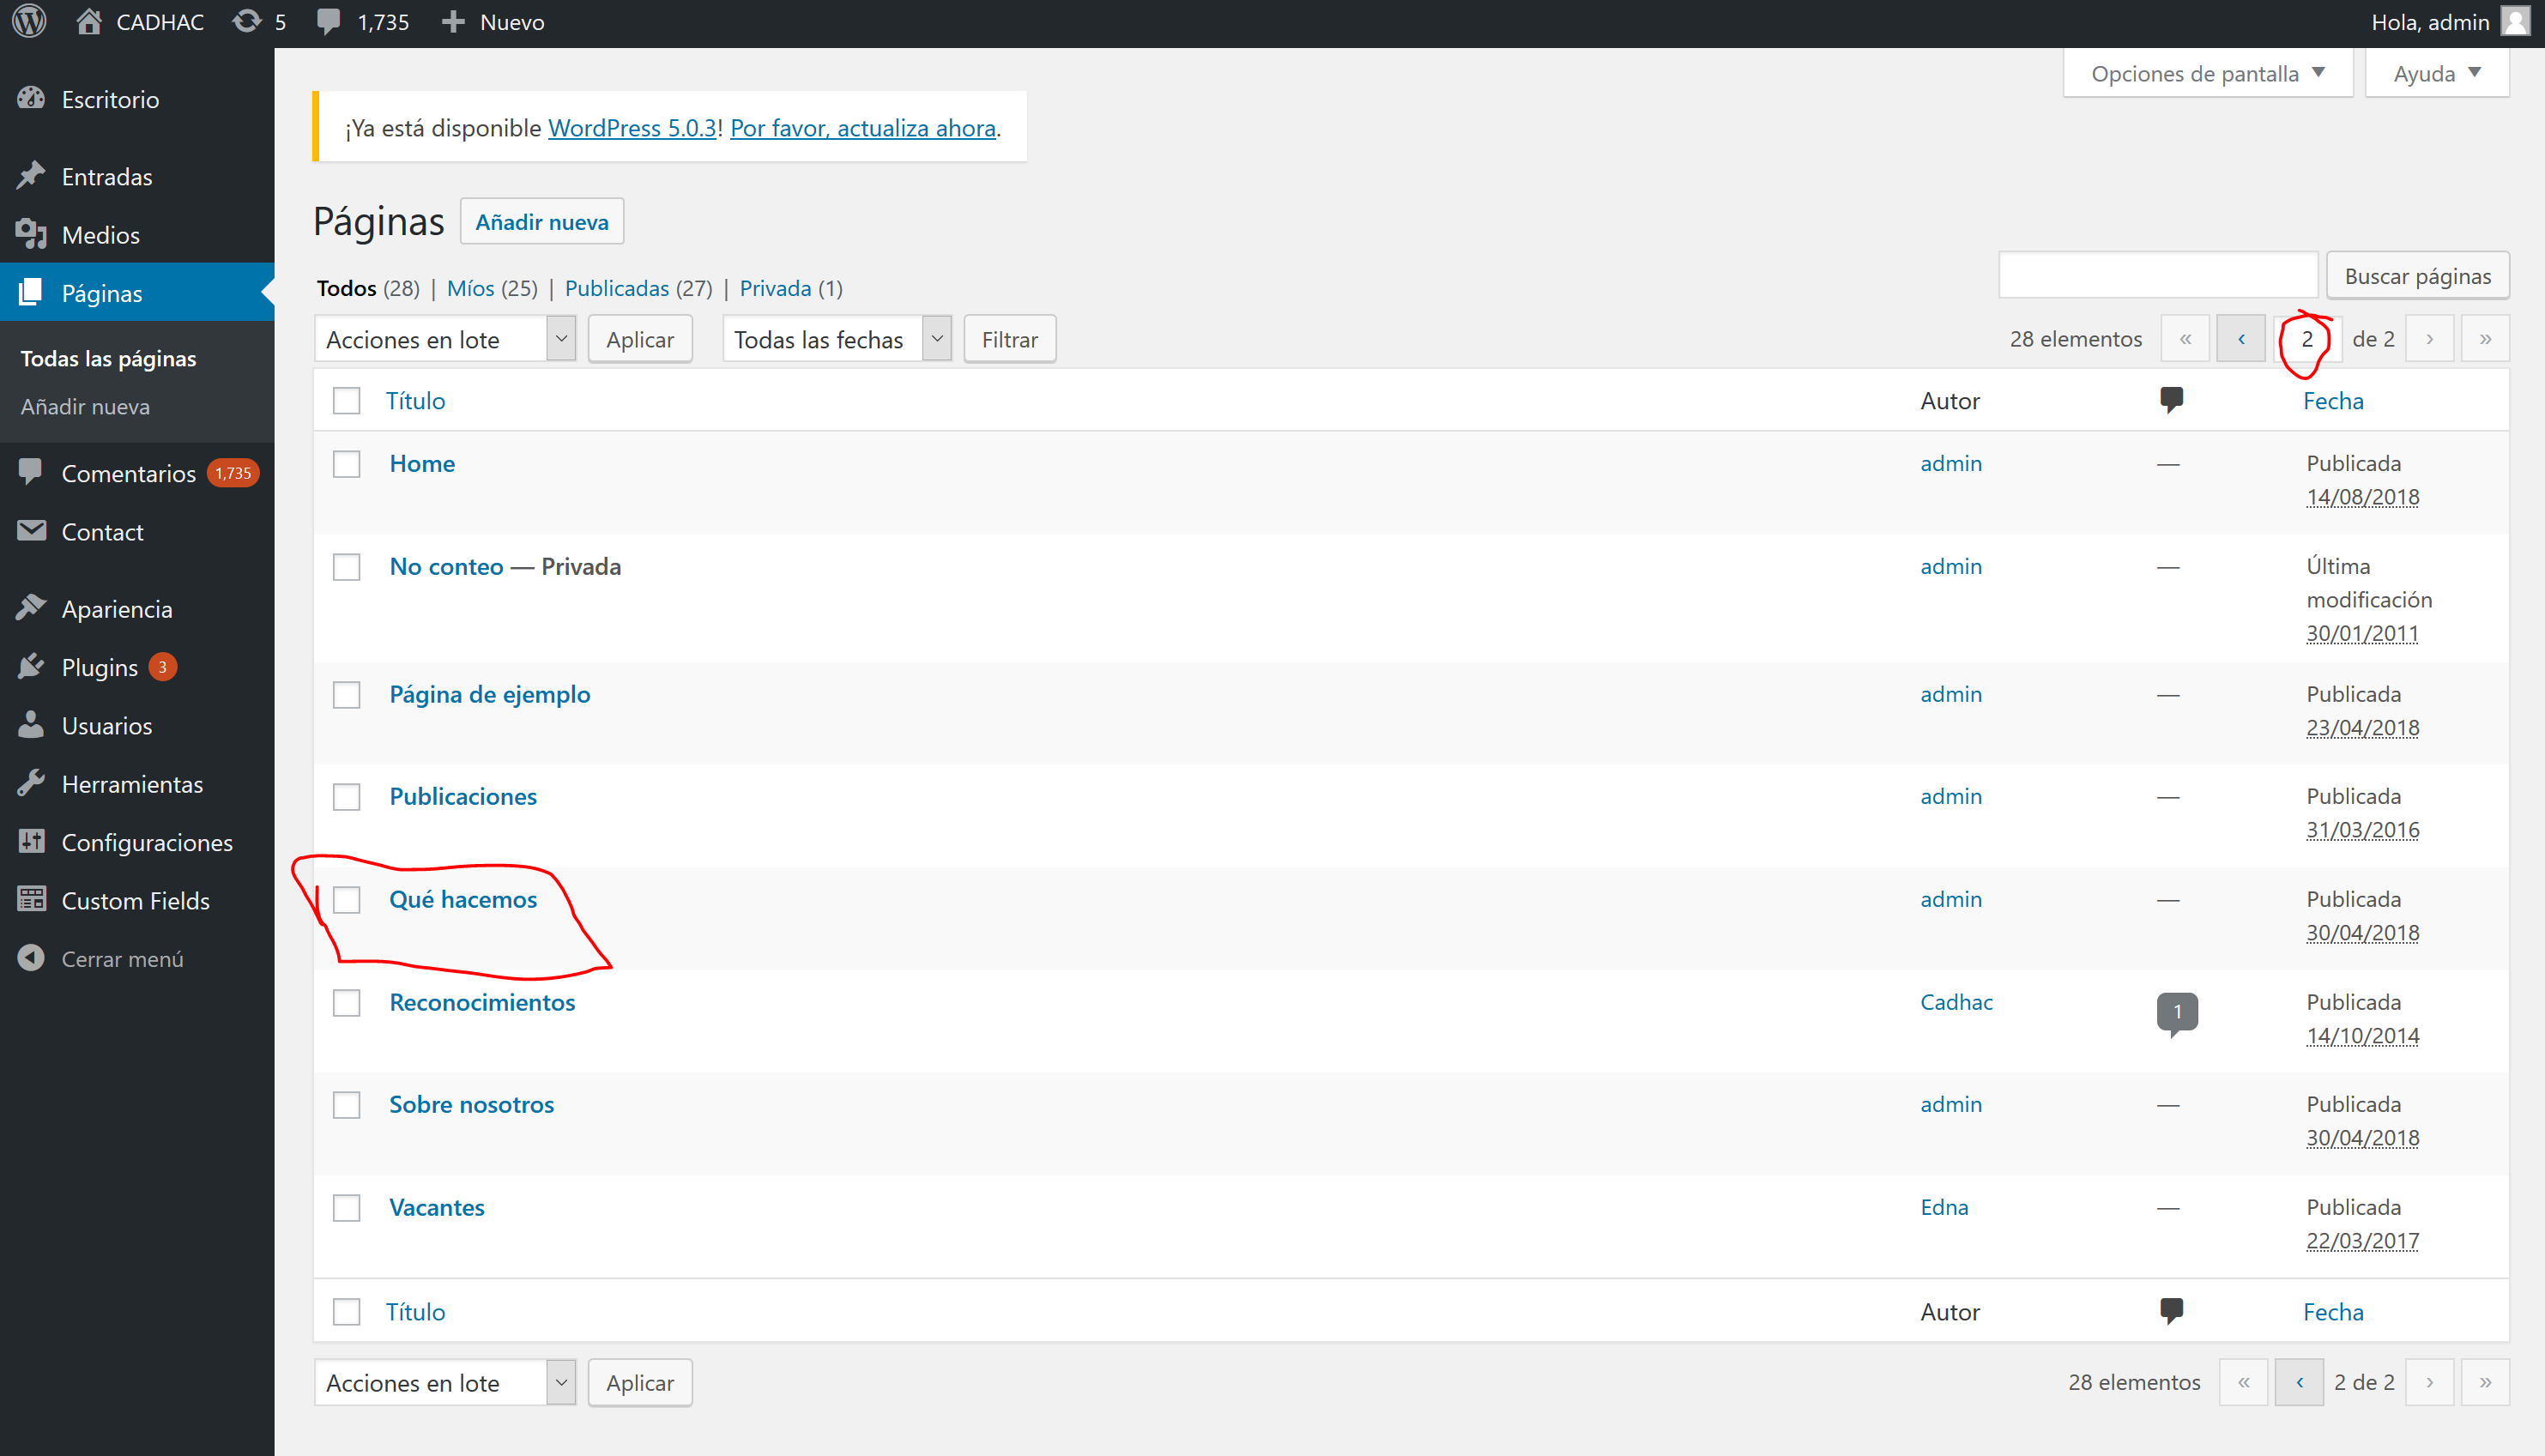 CADHAC 5 1,735 Nuevo Hola, admin
Opciones de pantalla Ayuda
Escritorio
Entradas
Medios
Páginas
Todas las páginas
Añadir nueva
Comentarios 1,735
Contact
Apariencia
Plugins 3
Usuarios
Herramientas
Configuraciones
Custom Fields
Cerrar menú
¡Ya está disponible WordPress 5.0.3! Por favor, actualiza ahora.
Páginas Añadir nueva
Todos (28) | Míos (25) | Publicadas (27) | Privada (1)
Buscar páginas
Acciones en lote Aplicar Todas las fechas Filtrar 28 elementos « ‹ 2 de 2 › »
Título Autor Fecha
Home admin — Publicada
14/08/2018
No conteo — Privada admin — Última
modificación
30/01/2011
Página de ejemplo admin — Publicada
23/04/2018
Publicaciones admin — Publicada
31/03/2016
Qué hacemos admin — Publicada
30/04/2018
Reconocimientos Cadhac 1 Publicada
14/10/2014
Sobre nosotros admin — Publicada
30/04/2018
Vacantes Edna — Publicada
22/03/2017
Título Autor Fecha
Acciones en lote Aplicar 28 elementos « ‹ 2 de 2 › »